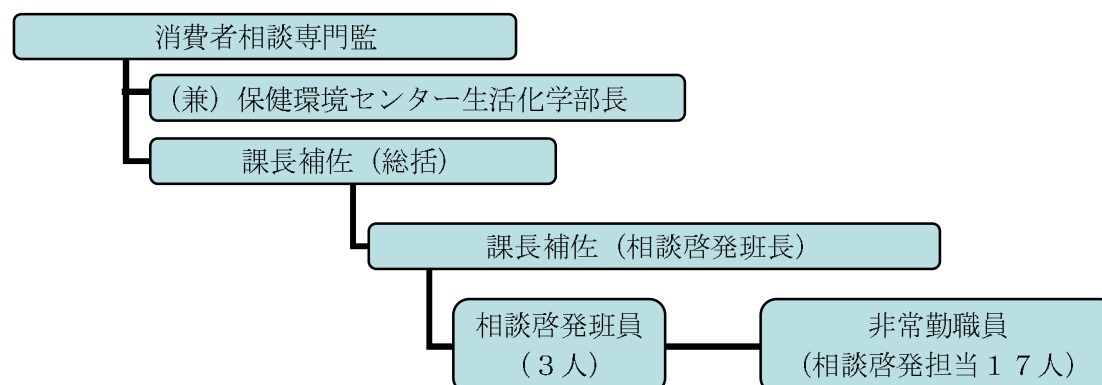 消費者相談専門監
（兼）保健環境センター生活化学部長
課長補佐（総括）
課長補佐（相談啓発班長）
相談啓発班員
（３人）
非常勤職員
（相談啓発担当１７人）